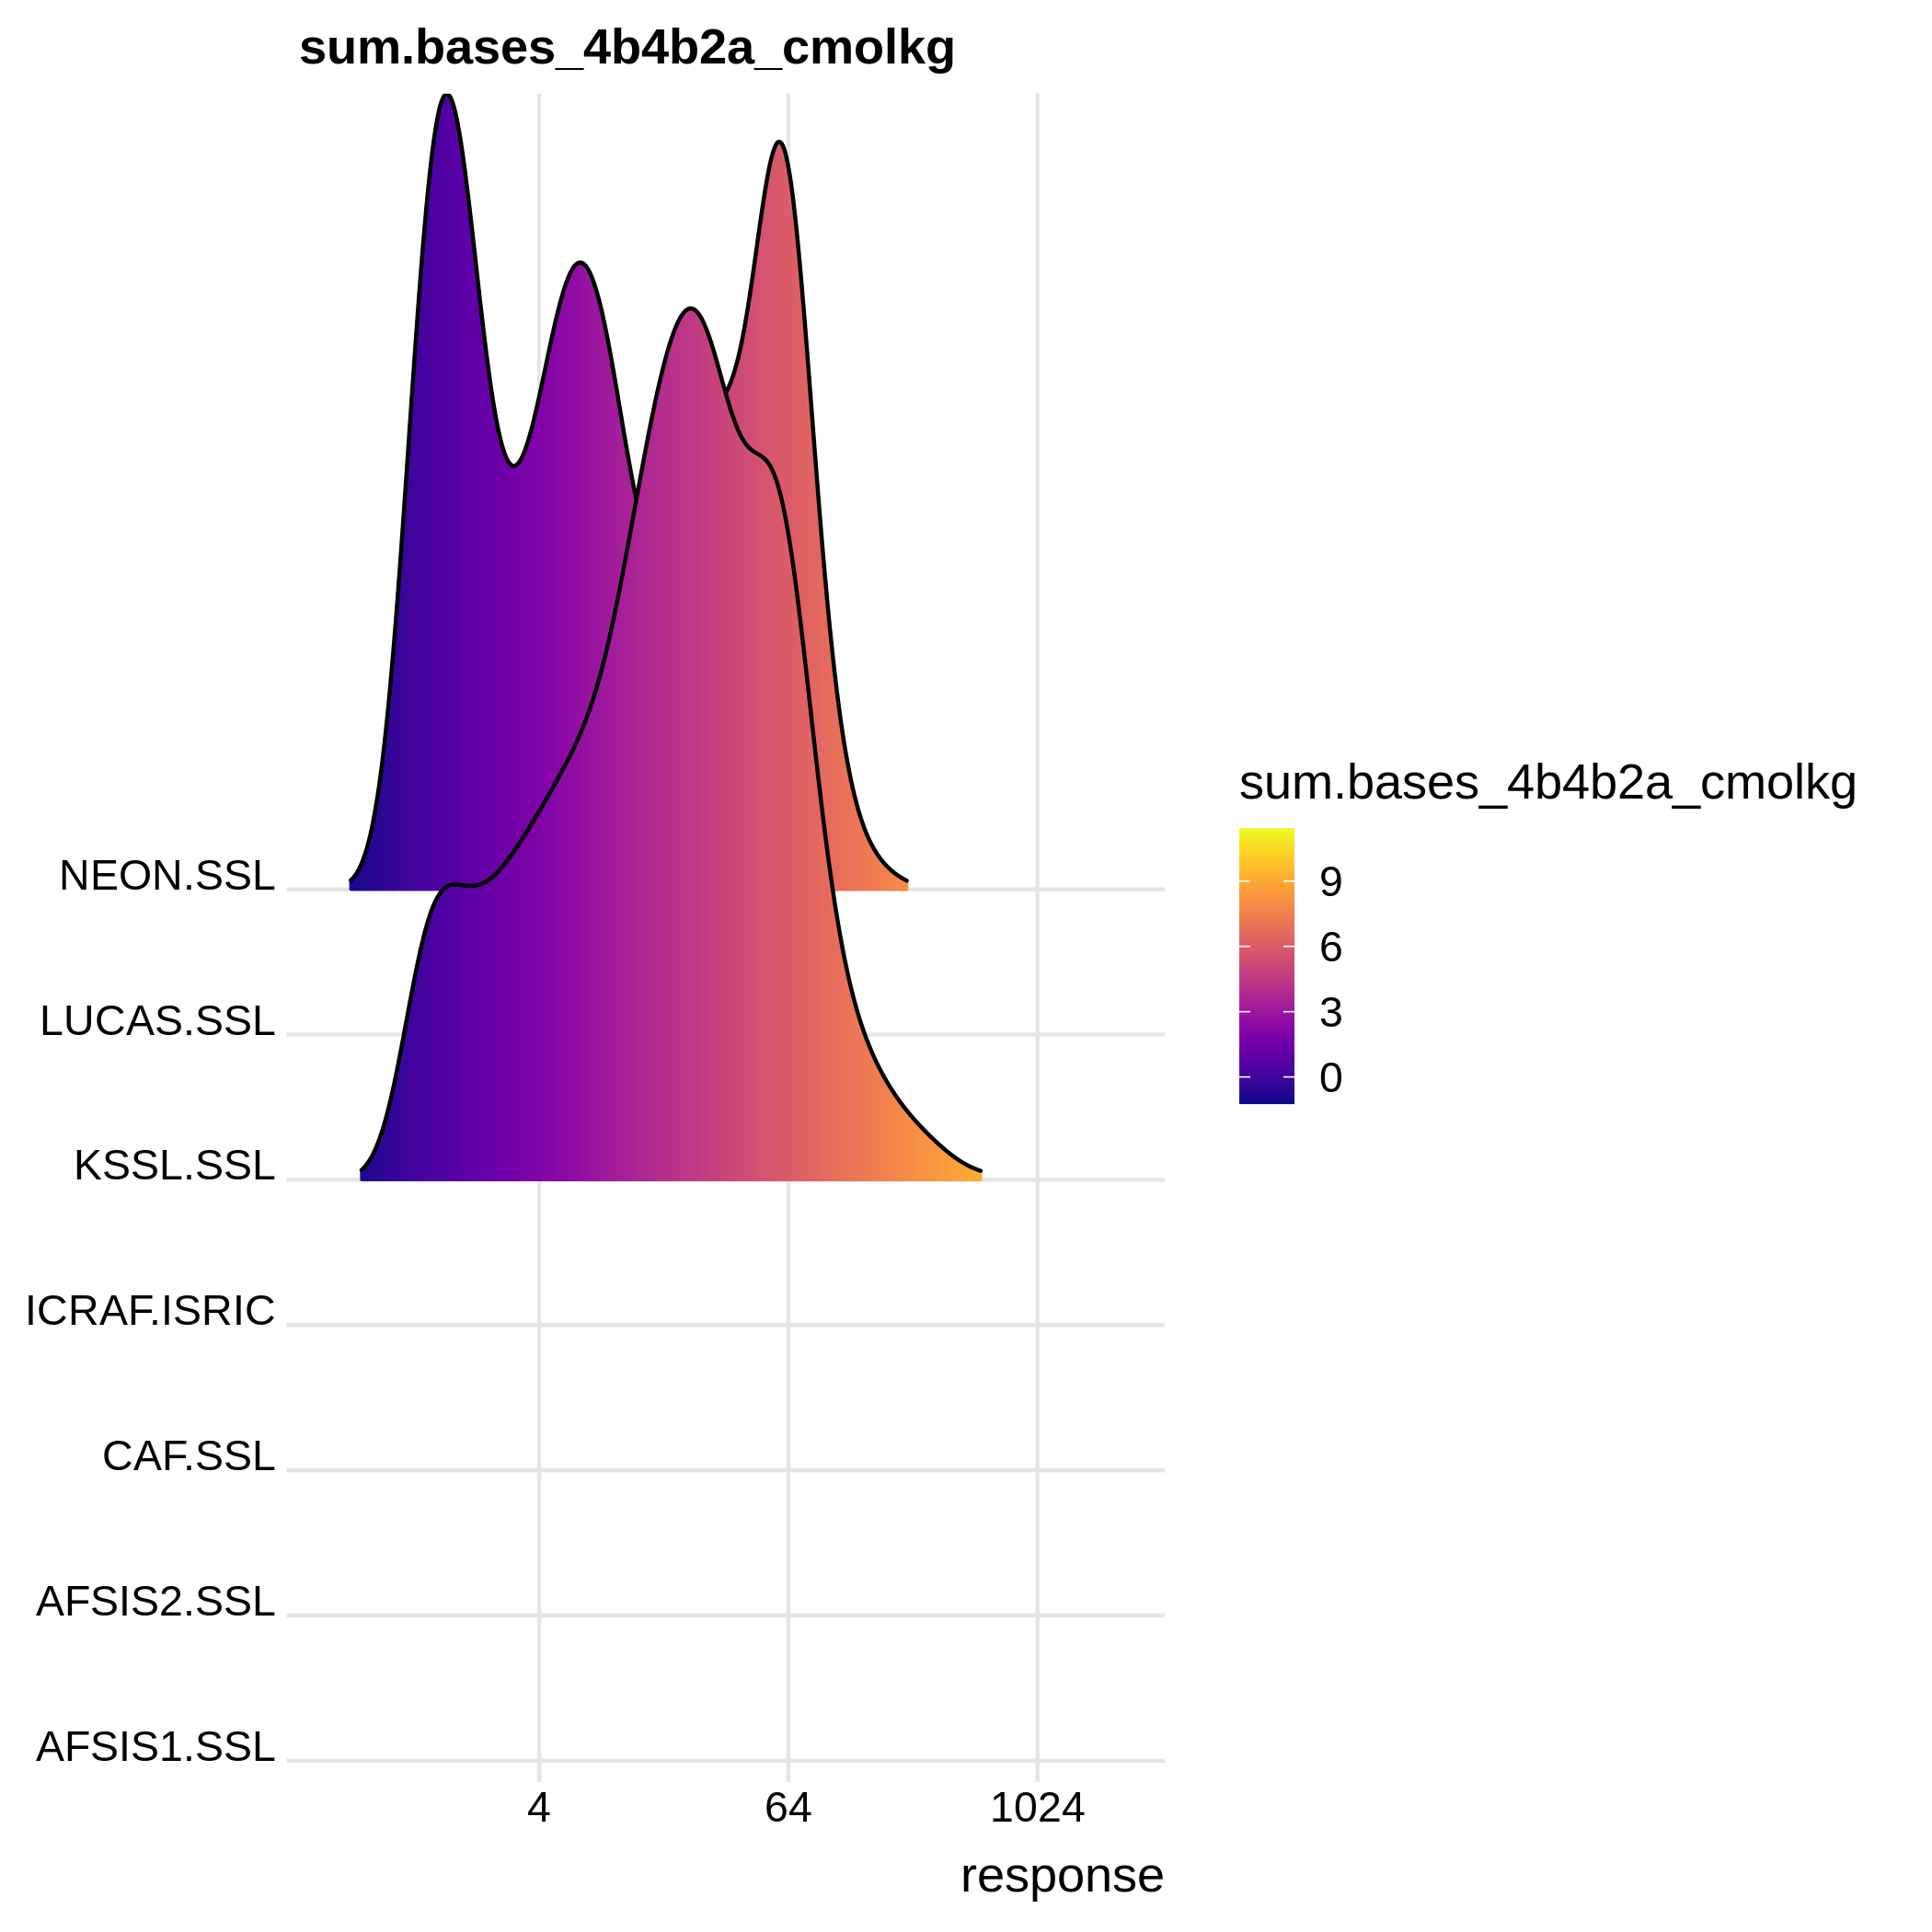 sum.bases_4b4b2a_cmolkg
NEON.SSL
LUCAS.SSL
KSSL.SSL
ICRAF.ISRIC
CAF.SSL
AFSIS2.SSL
AFSIS1.SSL
4 64 1024
response
sum.bases_4b4b2a_cmolkg
9
6
3
0